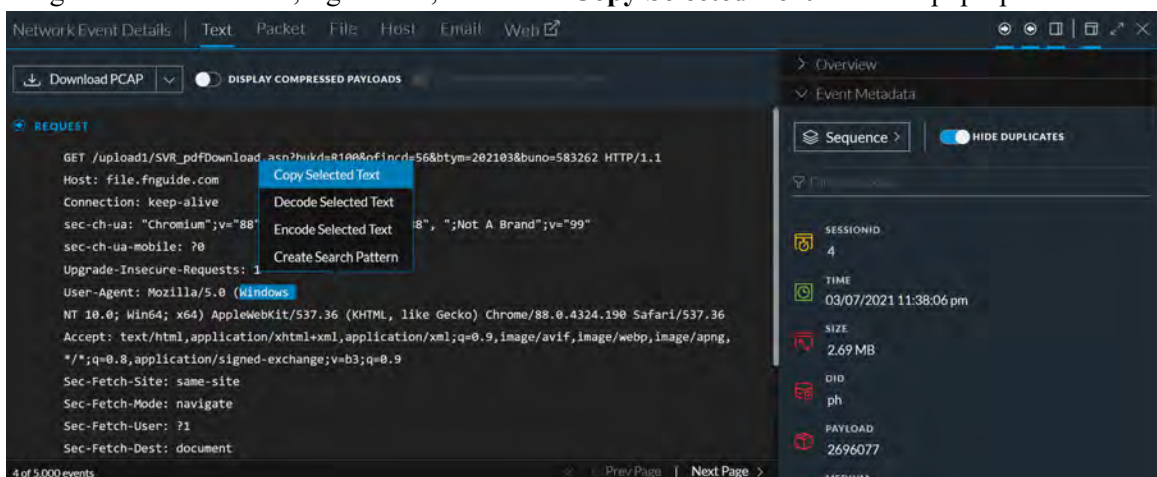 Network Event Details | Text Packet File Host Email Web
Download PCAP
DISPLAY COMPRESSED PAYLOADS
REQUEST
GET /upload1/SVR_pdfDownload.asp?bukd=R100&ofincd=56&btym=202103&buno=583262 HTTP/1.1
Host: file.fnguide.com
Connection: keep-alive
sec-ch-ua: "Chromium";v="88" 8", ";Not A Brand";v="99"
sec-ch-ua-mobile: ?0
Upgrade-Insecure-Requests: 1
User-Agent: Mozilla/5.0 (Windows
NT 10.0; Win64; x64) AppleWebKit/537.36 (KHTML, like Gecko) Chrome/88.0.4324.190 Safari/537.36
Accept: text/html,application/xhtml+xml,application/xml;q=0.9,image/avif,image/webp,image/apng,
*/*;q=0.8,application/signed-exchange;v=b3;q=0.9
Sec-Fetch-Site: same-site
Sec-Fetch-Mode: navigate
Sec-Fetch-User: ?1
Sec-Fetch-Dest: document
Copy Selected Text
Decode Selected Text
Encode Selected Text
Create Search Pattern
4 of 5,000 events
Prev Page | Next Page >
> Overview
Event Metadata
Sequence >
HIDE DUPLICATES
SESSIONID
4
TIME
03/07/2021 11:38:06 pm
SIZE
2.69 MB
DID
ph
PAYLOAD
2696077